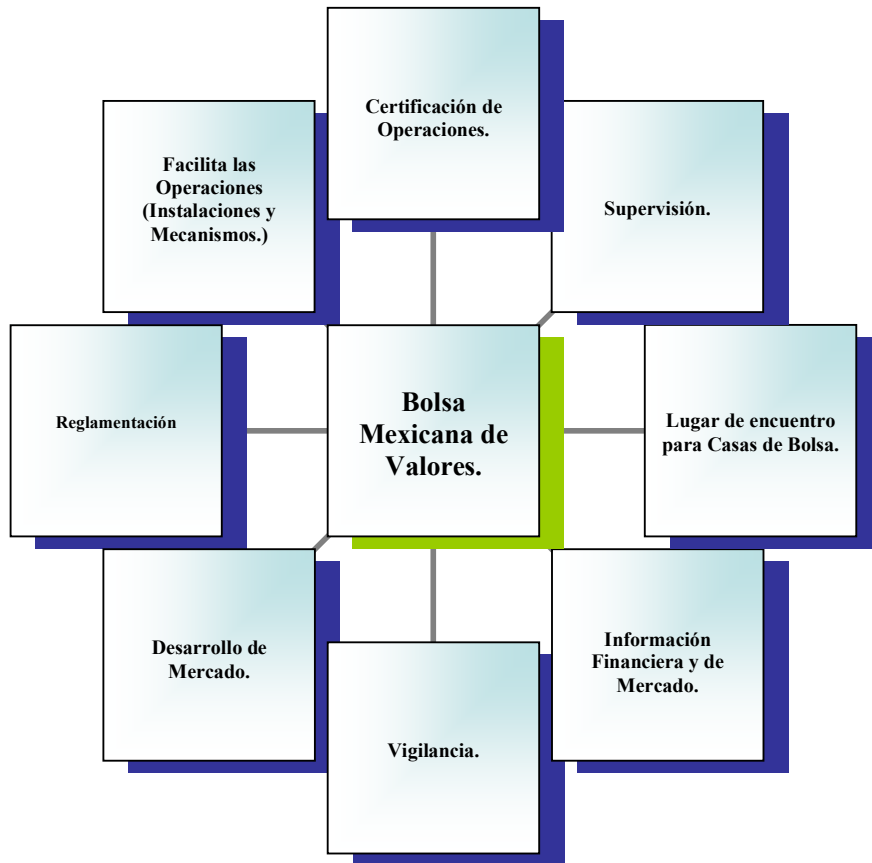 Certificación de
Operaciones.
Facilita las
Operaciones
(Instalaciones y
Mecanismos.)
Supervisión.
Reglamentación
Bolsa
Mexicana de
Valores.
Lugar de encuentro
para Casas de Bolsa.
Desarrollo de
Mercado.
Información
Financiera y de
Mercado.
Vigilancia.